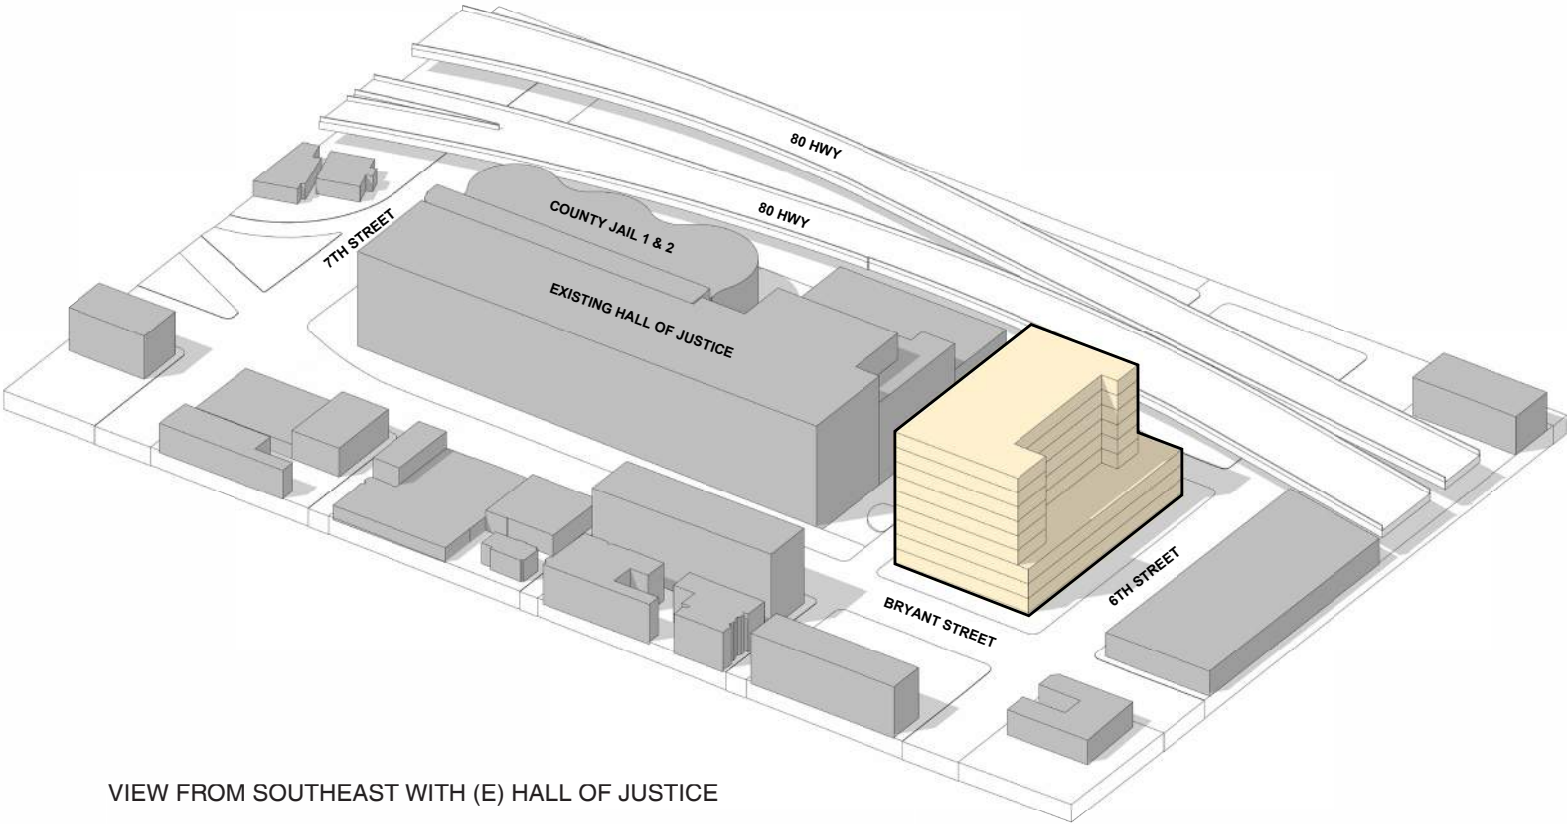 80 HWY
80 HWY
COUNTY JAIL 1 & 2
7TH STREET
EXISTING HALL OF JUSTICE
6TH STREET
BRYANT STREET
VIEW FROM SOUTHEAST WITH (E) HALL OF JUSTICE